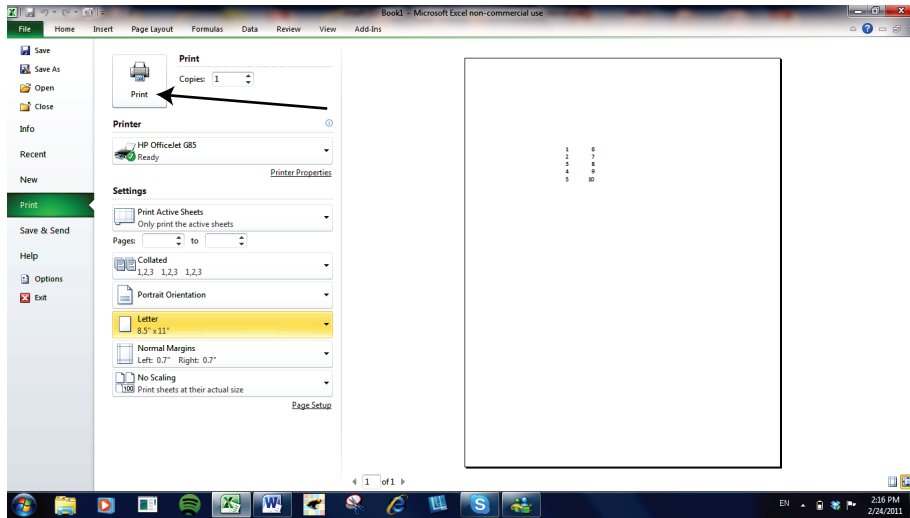 Book1 - Microsoft Excel non-commercial use
File Home Insert Page Layout Formulas Data Review View Add-Ins
Save
Save As
Open
Close
Info
Recent
New
Print
Save & Send
Help
Options
Exit
Print
Copies: 1
Print
Printer
HP OfficeJet G85
Ready
Printer Properties
Settings
Print Active Sheets
Only print the active sheets
Pages: to
Collated
1,2,3 1,2,3 1,2,3
Portrait Orientation
Letter
8.5" x 11"
Normal Margins
Left: 0.7" Right: 0.7"
No Scaling
100 Print sheets at their actual size
Page Setup
1 6
2 7
3 8
4 9
5 10
1 of 1
EN 2:16 PM
2/24/2011